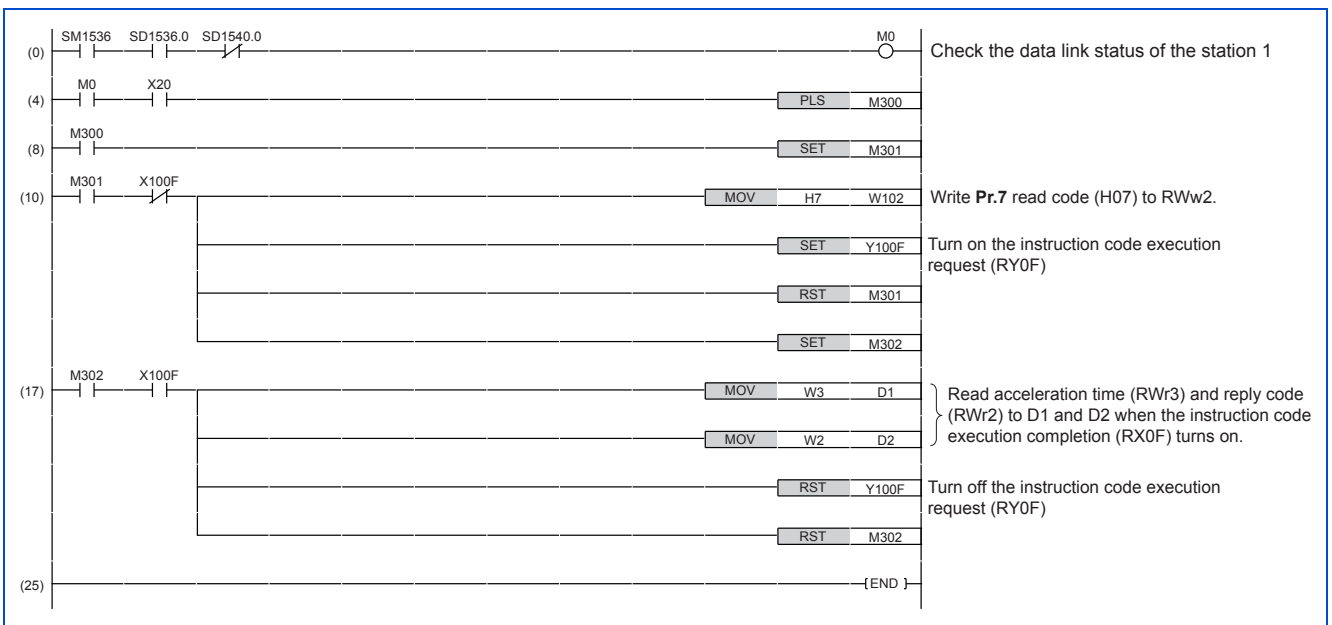 SM1536 SD1536.0 SD1540.0 M0
(0) Check the data link status of the station 1
M0 X20
(4) PLS M300
M300
(8) SET M301
M301 X100F
(10) MOV H7 W102 Write Pr.7 read code (H07) to RWw2.
SET Y100F Turn on the instruction code execution
request (RY0F)
RST M301
SET M302
M302 X100F
(17) MOV W3 D1 Read acceleration time (RWr3) and reply code
(RWr2) to D1 and D2 when the instruction code
MOV W2 D2 execution completion (RX0F) turns on.
RST Y100F Turn off the instruction code execution
request (RY0F)
RST M302
(25) END